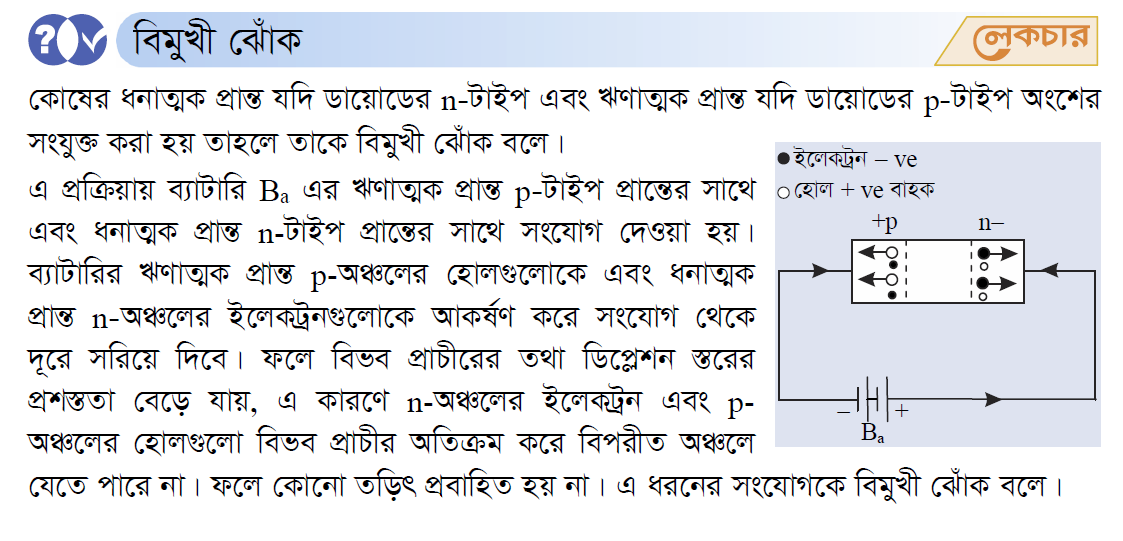 বিমুখী ঝোঁক
লেকচার
কোষের ধনাত্মক প্রান্ত যদি ডায়োডের n-টাইপ এবং ঋণাত্মক প্রান্ত যদি ডায়োডের p-টাইপ অংশের
সংযুক্ত করা হয় তাহলে তাকে বিমুখী ঝোঁক বলে।
এ প্রক্রিয়ায় ব্যাটারি Bₐ এর ঋণাত্মক প্রান্ত p-টাইপ প্রান্তের সাথে
এবং ধনাত্মক প্রান্ত n-টাইপ প্রান্তের সাথে সংযোগ দেওয়া হয়।
ব্যাটারির ঋণাত্মক প্রান্ত p-অঞ্চলের হোলগুলোকে এবং ধনাত্মক
প্রান্ত n-অঞ্চলের ইলেকট্রনগুলোকে আকর্ষণ করে সংযোগ থেকে
দূরে সরিয়ে দিবে। ফলে বিভব প্রাচীরের তথা ডিপ্লেশন স্তরের
প্রশস্ততা বেড়ে যায়, এ কারণে n-অঞ্চলের ইলেকট্রন এবং p-
অঞ্চলের হোলগুলো বিভব প্রাচীর অতিক্রম করে বিপরীত অঞ্চলে
যেতে পারে না। ফলে কোনো তড়িৎ প্রবাহিত হয় না। এ ধরনের সংযোগকে বিমুখী ঝোঁক বলে।
ইলেকট্রন – ve
হোল + ve বাহক
+p n–
– +
Bₐ